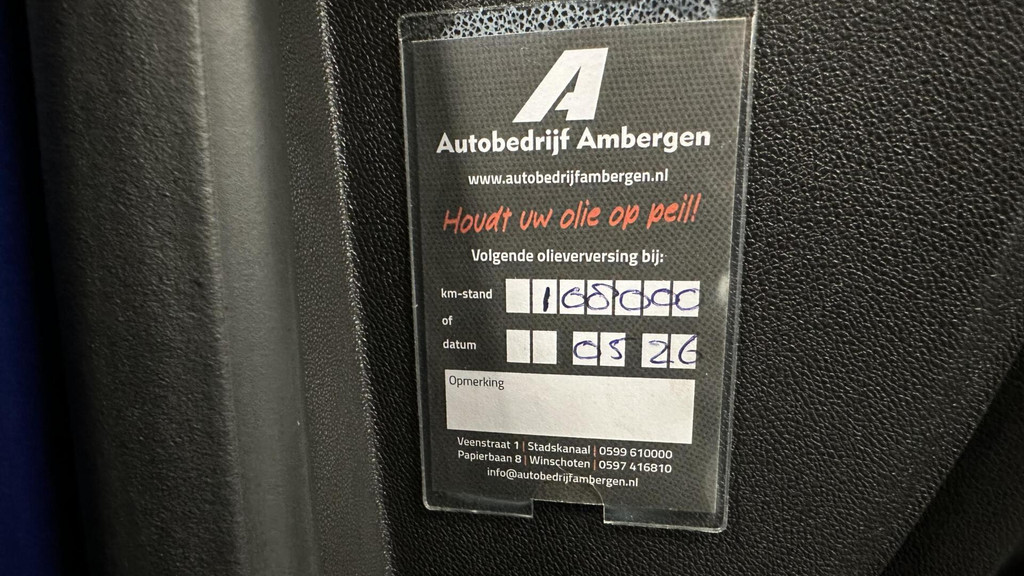 A
Autobedrijf Ambergen
www.autobedrijfambergen.nl
Houdt uw olie op peil!
Volgende olieverversing bij:
km-stand 108000
of
datum 05 26
Opmerking
Veenstraat 1 | Stadskanaal | 0599 610000
Papierbaan 8 | Winschoten | 0597 416810
info@autobedrijfambergen.nl